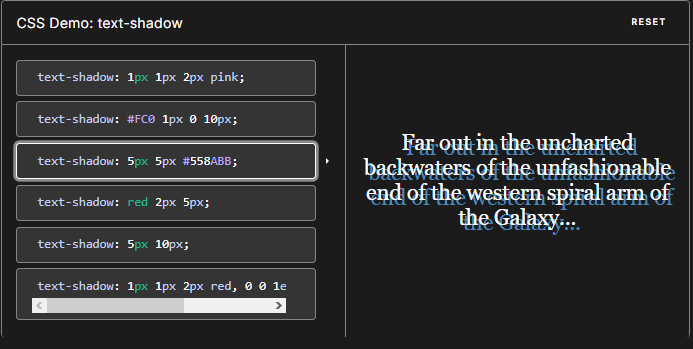 CSS Demo: text-shadow
RESET
text-shadow: 1px 1px 2px pink;
text-shadow: #FC0 1px 0 10px;
text-shadow: 5px 5px #558ABB;
text-shadow: red 2px 5px;
text-shadow: 5px 10px;
text-shadow: 1px 1px 2px red, 0 0 1e
Far out in the uncharted
backwaters of the unfashionable
end of the western spiral arm of
the Galaxy...